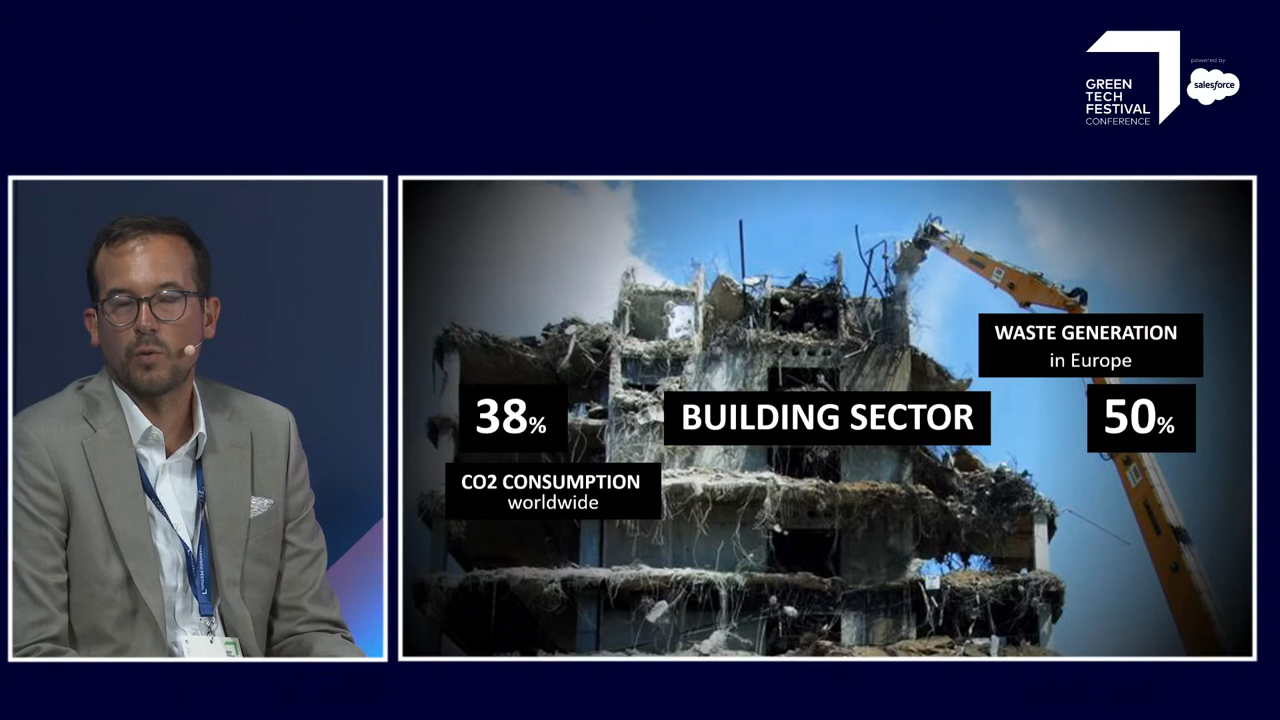 GREEN
TECH
FESTIVAL
CONFERENCE
powered by
salesforce
WASTE GENERATION
in Europe
50%
38%
BUILDING SECTOR
CO2 CONSUMPTION
worldwide